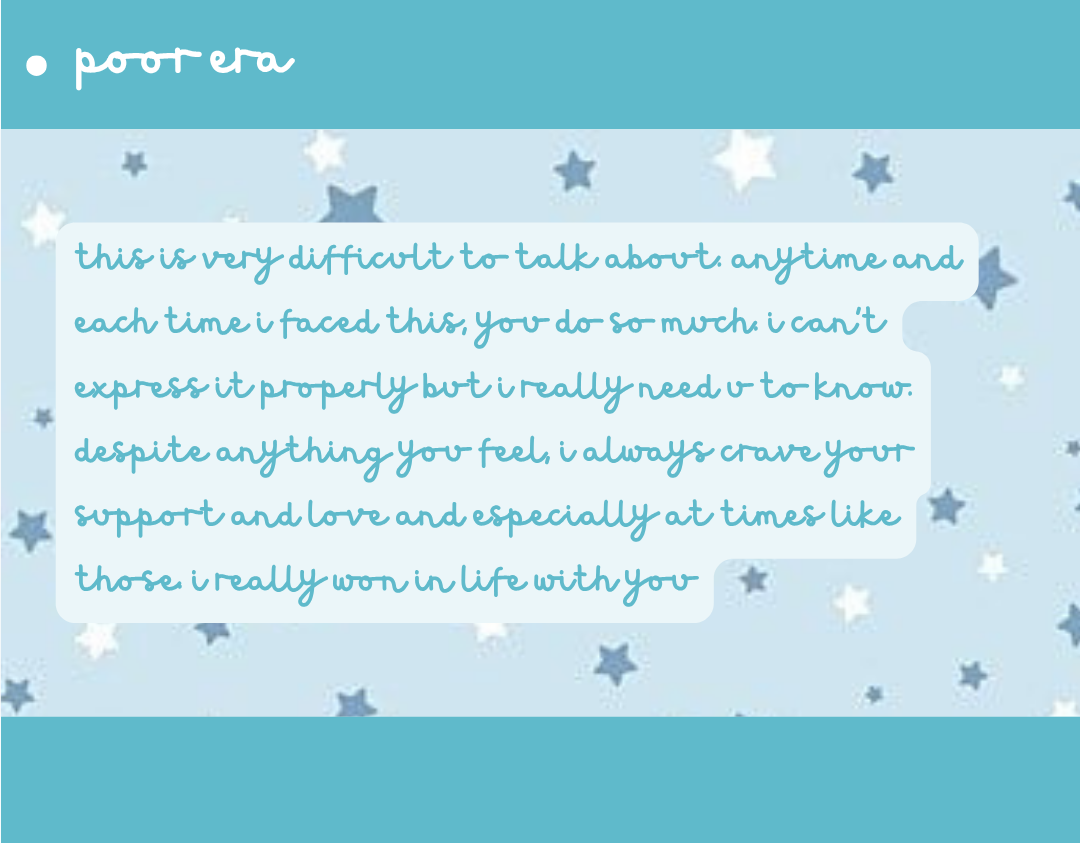 • poor era
this is very difficult to talk about. anytime and
each time i faced this, you do so much. i can't
express it properly but i really need u to know.
despite anything you feel, i always crave your
support and love and especially at times like
those. i really won in life with you